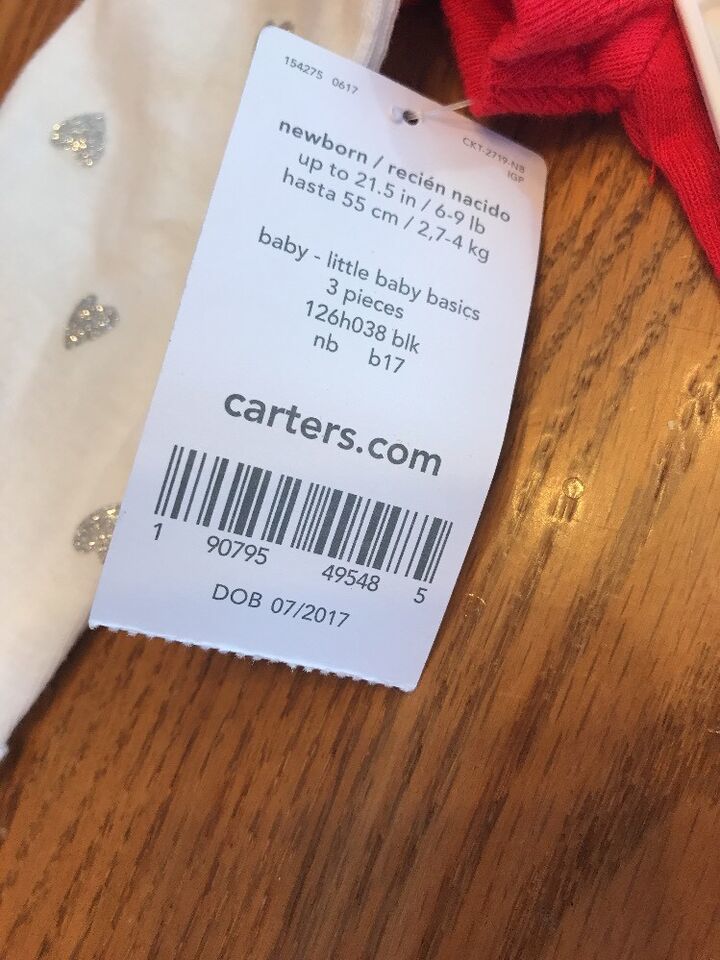 154275 0617
CKT-2719-NB
IGP
newborn / recién nacido
up to 21.5 in / 6-9 lb
hasta 55 cm / 2,7-4 kg
baby - little baby basics
3 pieces
126h038 blk
nb b17
carters.com
1 90795 49548 5
DOB 07/2017